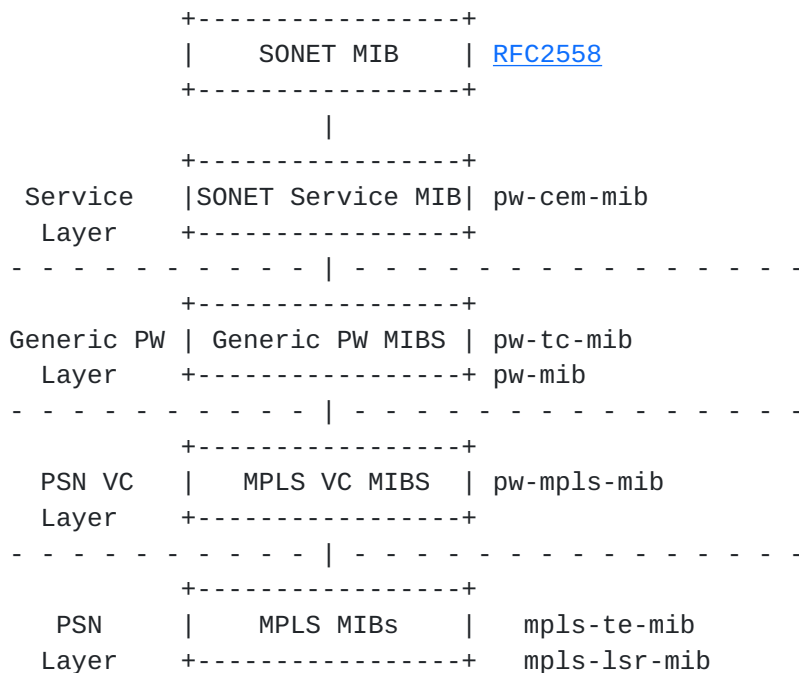 +-----------------+
|    SONET MIB    | RFC2558
+-----------------+
|
+-----------------+
Service   |SONET Service MIB| pw-cem-mib
Layer    +-----------------+
- - - - - - - - - - - | - - - - - - - - - - - - - - -
+-----------------+
Generic PW | Generic PW MIBS | pw-tc-mib
Layer    +-----------------+ pw-mib
- - - - - - - - - - - | - - - - - - - - - - - - - - -
+-----------------+
PSN VC   |   MPLS VC MIBS  | pw-mpls-mib
Layer    +-----------------+
- - - - - - - - - - - | - - - - - - - - - - - - - - -
+-----------------+
PSN     |    MPLS MIBs    |   mpls-te-mib
Layer    +-----------------+   mpls-lsr-mib